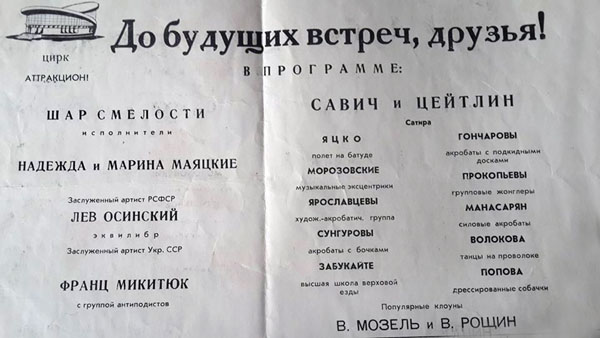 До будущих встреч, друзья!
В ПРОГРАММЕ:
ЦИРК
АТТРАКЦИОН!
ШАР СМЕЛОСТИ
исполнители
НАДЕЖДА и МАРИНА МАЯЦКИЕ
Заслуженный артист РСФСР
ЛЕВ ОСИНСКИЙ
эквилибр
Заслуженный артист Укр. ССР
ФРАНЦ МИКИТЮК
с группой антиподистов
САВИЧ и ЦЕЙТЛИН
Сатира
ЯЦКО
полет на батуде
МОРОЗОВСКИЕ
музыкальные эксцентрики
ЯРОСЛАВЦЕВЫ
худож.-акробатич. группа
СУНГУРОВЫ
акробаты с бочками
ЗАБУКАЙТЕ
высшая школа верховой
езды
ГОНЧАРОВЫ
акробаты с подкидными
досками
ПРОКОПЬЕВЫ
групповые жонглеры
МАНАСАРЯН
силовые акробаты
ВОЛОКОВА
танцы на проволоке
ПОПОВА
дрессированные собачки
Популярные клоуны
В. МОЗЕЛЬ и В. РОЩИН